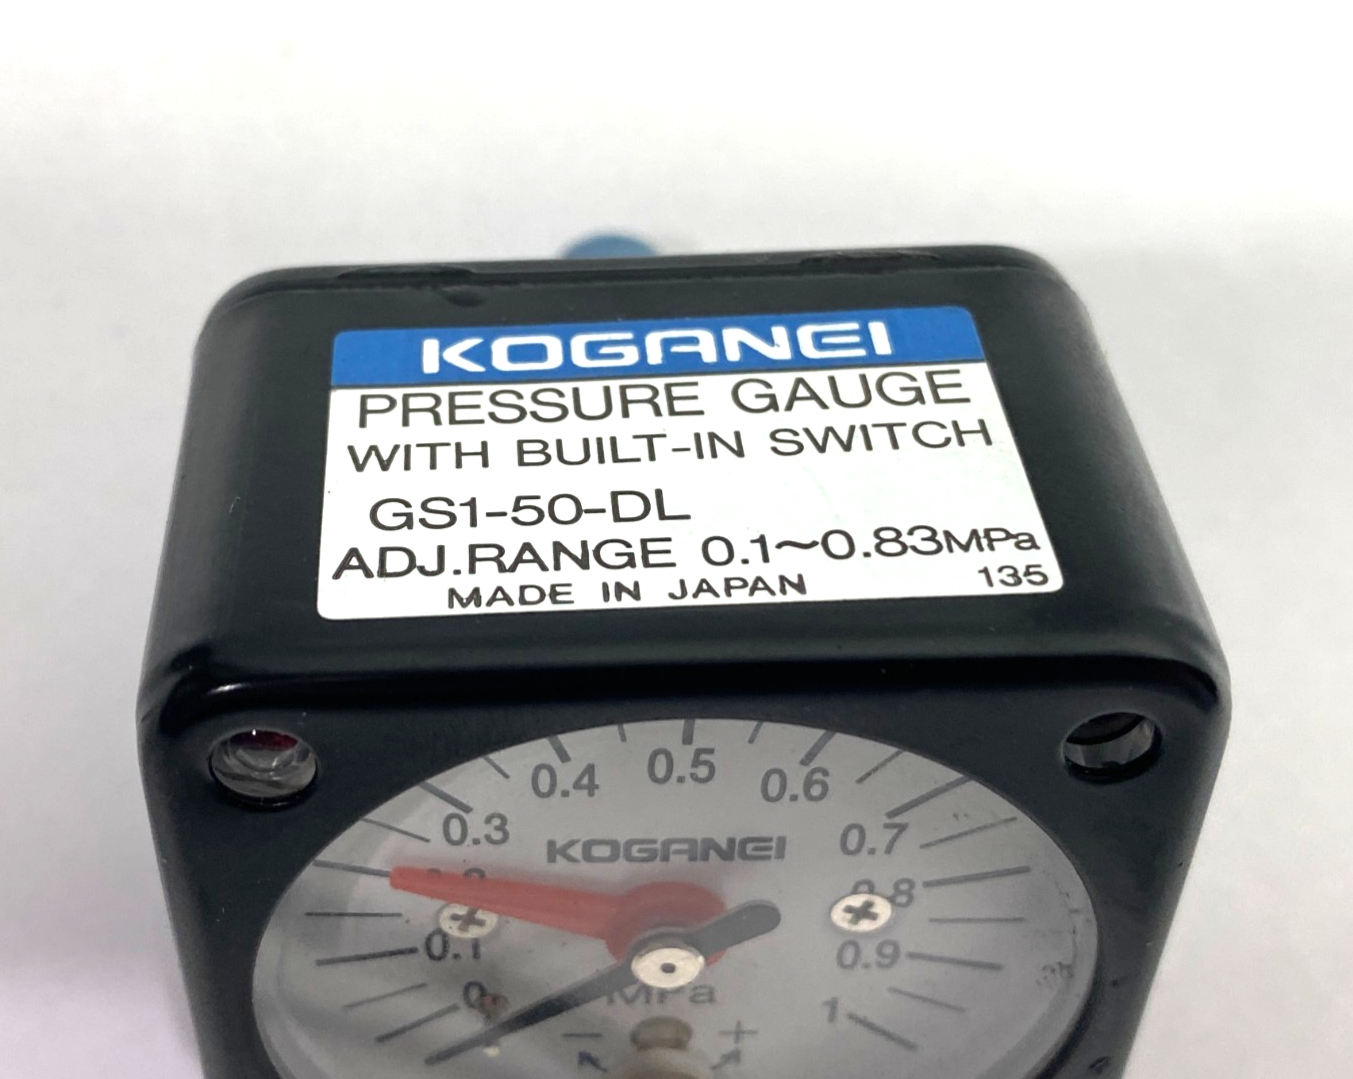 KOGANEI
PRESSURE GAUGE
WITH BUILT-IN SWITCH
GS1-50-DL
ADJ.RANGE 0.1~0.83MPa
MADE IN JAPAN 135
0.4 0.5 0.6
0.3 0.7
KOGANEI
0.8
0.1 0.9
0 MPa 1
- +